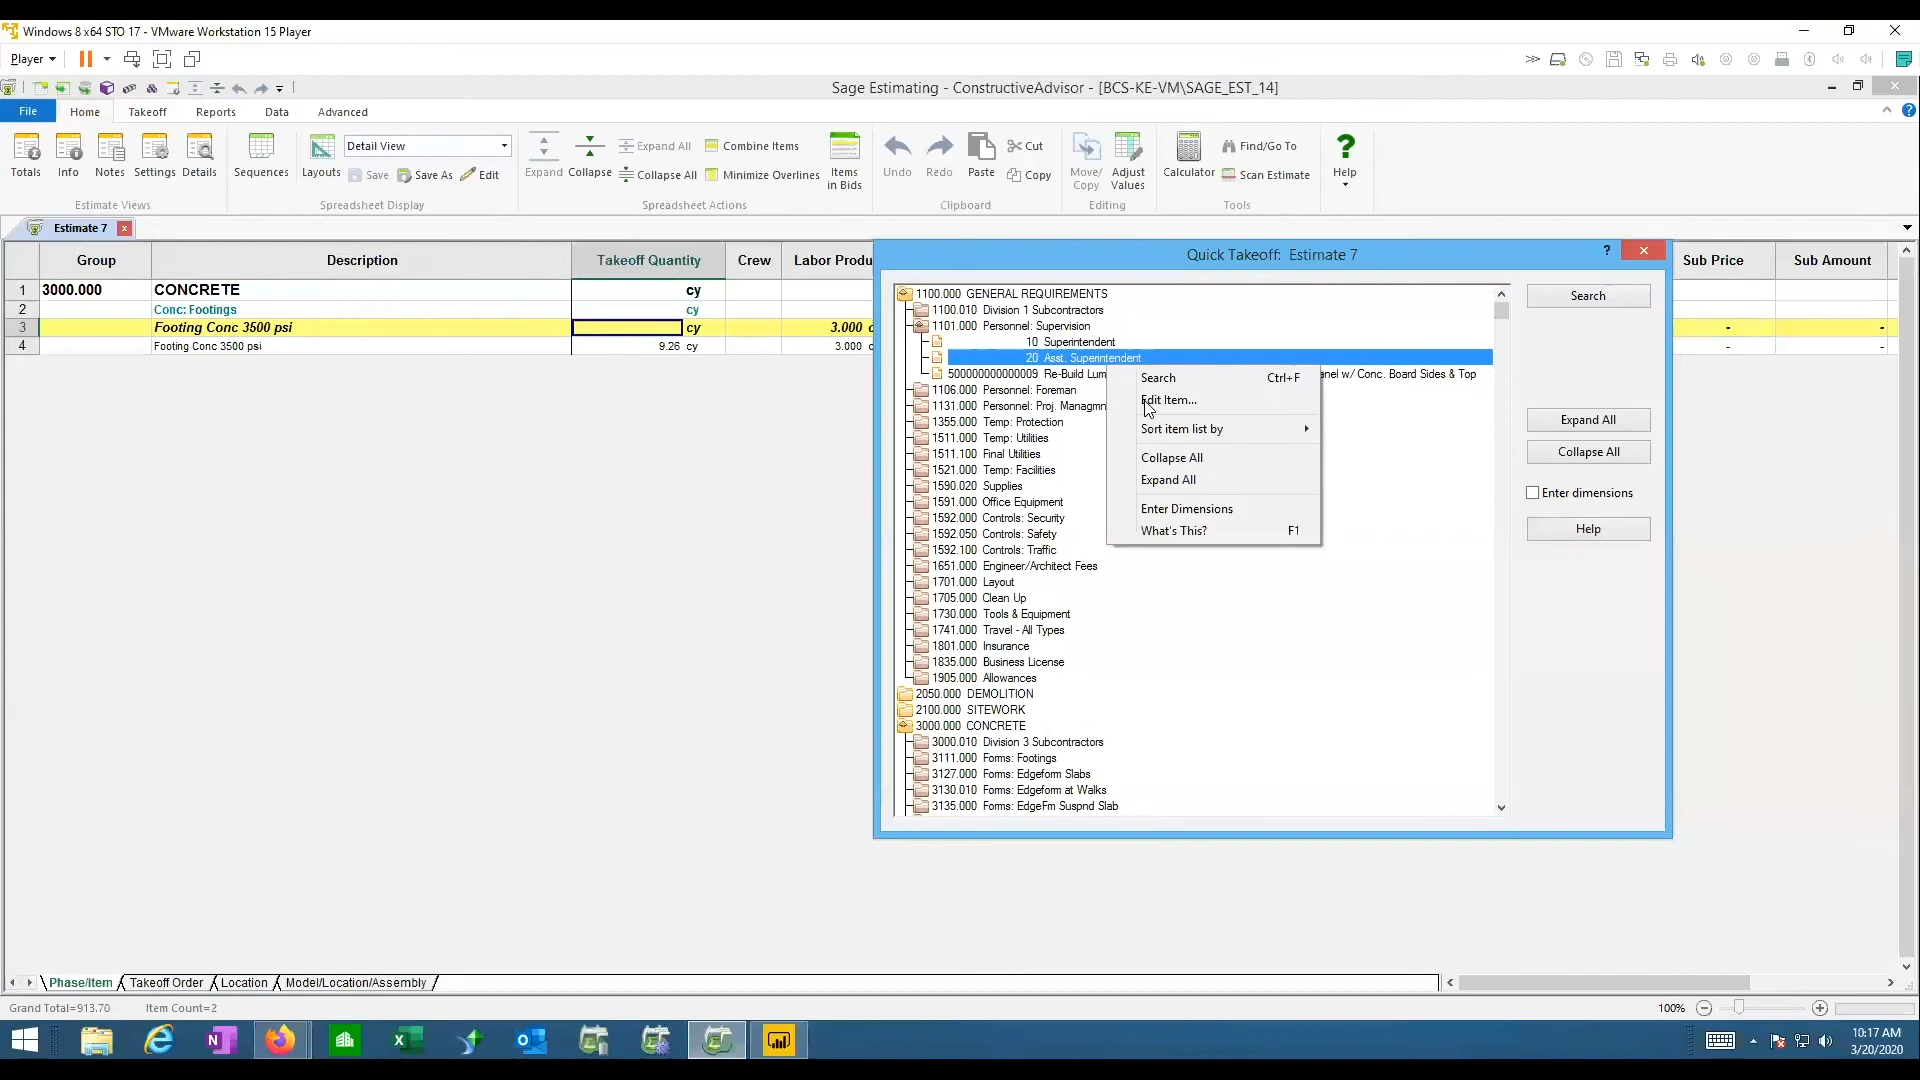 Windows 8 x64 STO 17 - VMware Workstation 15 Player
Player
Sage Estimating - ConstructiveAdvisor - [BCS-KE-VM\SAGE_EST_14]
File Home Takeoff Reports Data Advanced
Totals Info Notes Settings Details
Estimate Views
Sequences
Layouts
Detail View
Save Save As Edit
Spreadsheet Display
Expand Collapse
Expand All
Collapse All
Combine Items
Minimize Overlines
Items in Bids
Spreadsheet Actions
Undo Redo Paste
Cut
Copy
Clipboard
Move/ Copy
Adjust Values
Editing
Calculator
Find/Go To
Scan Estimate
Tools
Help
Estimate 7
Group Description Takeoff Quantity Crew Labor Produ Sub Price Sub Amount
1 3000.000 CONCRETE cy
2 Conc: Footings cy
3 Footing Conc 3500 psi cy 3.000 c - -
4 Footing Conc 3500 psi 9.26 cy 3.000 c - -
Quick Takeoff: Estimate 7
?
1100.000 GENERAL REQUIREMENTS
1100.010 Division 1 Subcontractors
1101.000 Personnel: Supervision
10 Superintendent
20 Asst. Superintendent
500000000000009 Re-Build Lum anel w/ Conc. Board Sides & Top
1106.000 Personnel: Foreman
1131.000 Personnel: Proj. Managmn
1355.000 Temp: Protection
1511.000 Temp: Utilities
1511.100 Final Utilities
1521.000 Temp: Facilities
1590.020 Supplies
1591.000 Office Equipment
1592.000 Controls: Security
1592.050 Controls: Safety
1592.100 Controls: Traffic
1651.000 Engineer/Architect Fees
1701.000 Layout
1705.000 Clean Up
1730.000 Tools & Equipment
1741.000 Travel - All Types
1801.000 Insurance
1835.000 Business License
1905.000 Allowances
2050.000 DEMOLITION
2100.000 SITEWORK
3000.000 CONCRETE
3000.010 Division 3 Subcontractors
3111.000 Forms: Footings
3127.000 Forms: Edgeform Slabs
3130.010 Forms: Edgeform at Walks
3135.000 Forms: EdgeFm Suspnd Slab
Search Ctrl+F
Edit Item...
Sort item list by
Collapse All
Expand All
Enter Dimensions
What's This? F1
Search
Expand All
Collapse All
Enter dimensions
Help
Phase/Item Takeoff Order Location Model/Location/Assembly
Grand Total=913.70 Item Count=2
100%
10:17 AM
3/20/2020